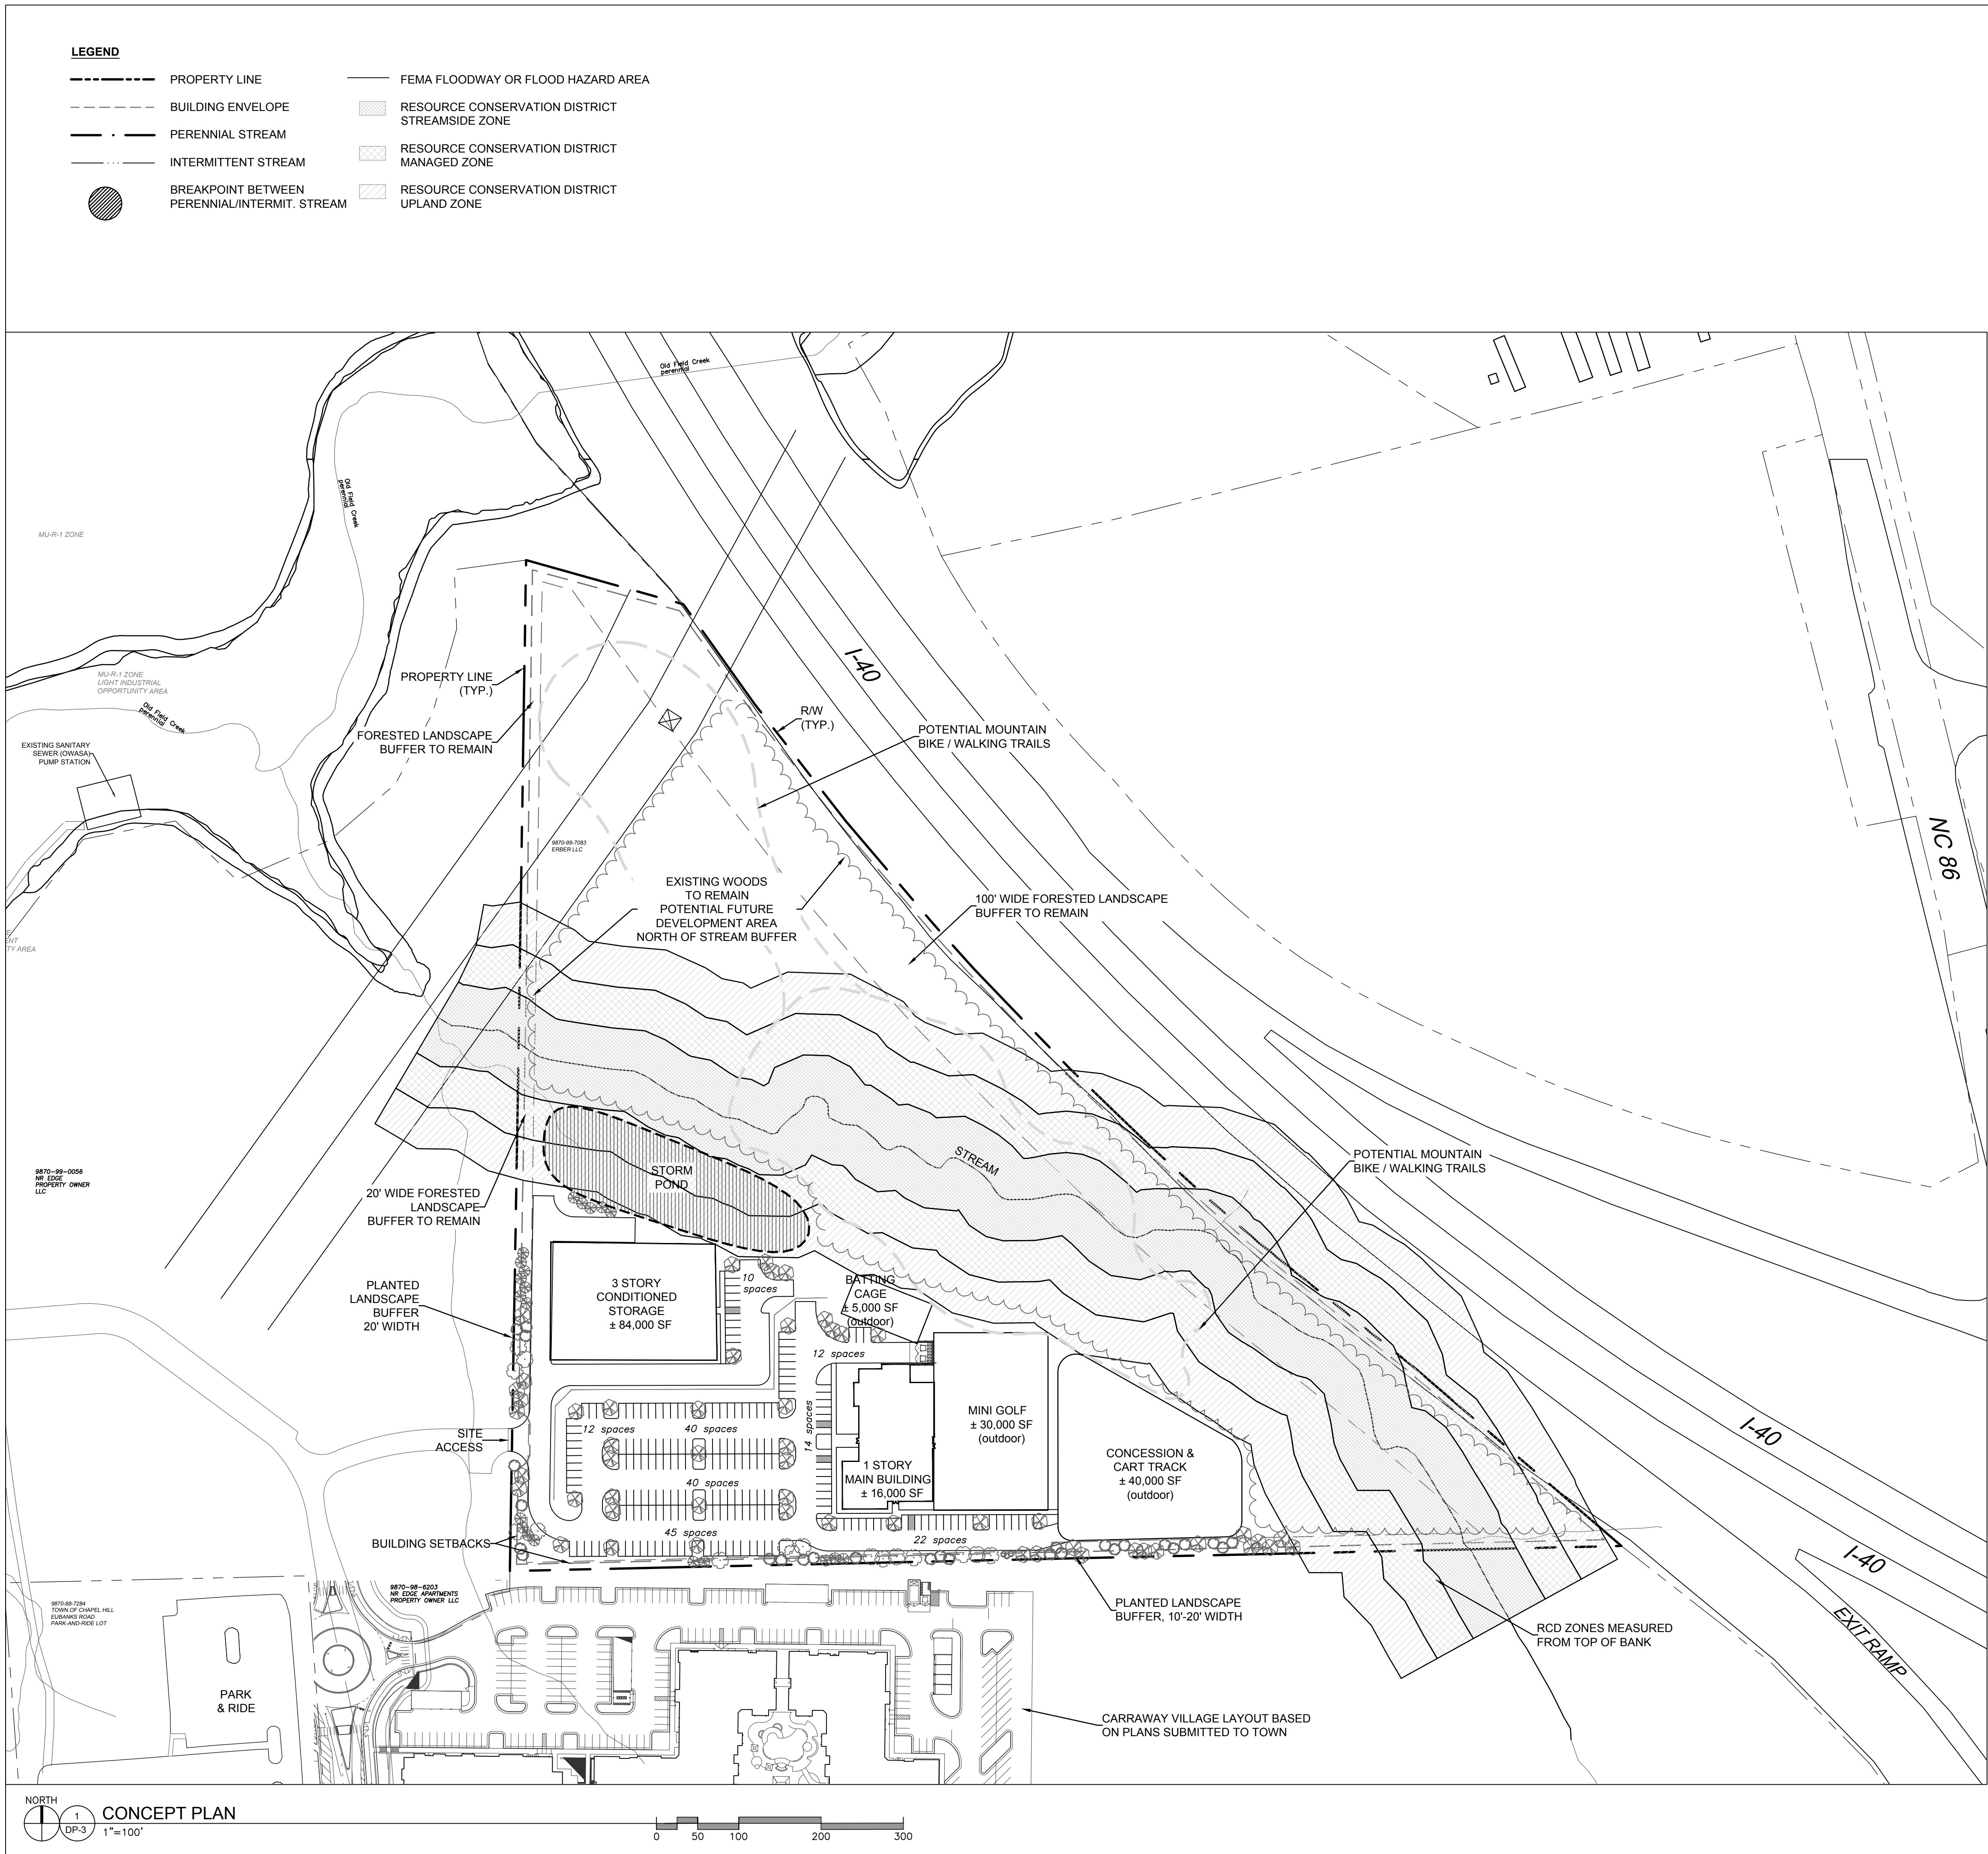 LEGEND
PROPERTY LINE
BUILDING ENVELOPE
PERENNIAL STREAM
INTERMITTENT STREAM
BREAKPOINT BETWEEN
PERENNIAL/INTERMIT. STREAM
FEMA FLOODWAY OR FLOOD HAZARD AREA
RESOURCE CONSERVATION DISTRICT
STREAMSIDE ZONE
RESOURCE CONSERVATION DISTRICT
MANAGED ZONE
RESOURCE CONSERVATION DISTRICT
UPLAND ZONE
Old Field Creek
perennial
Old Field Creek
perennial
MU-R-1 ZONE
MU-R-1 ZONE
LIGHT INDUSTRIAL
OPPORTUNITY AREA
Old Field Creek
perennial
EXISTING SANITARY
SEWER (OWASA)
PUMP STATION
E
ENT
TY AREA
PROPERTY LINE
(TYP.)
FORESTED LANDSCAPE
BUFFER TO REMAIN
I-40
R/W
(TYP.)
POTENTIAL MOUNTAIN
BIKE / WALKING TRAILS
NC 86
9870-99-7083
ERBER LLC
EXISTING WOODS
TO REMAIN
POTENTIAL FUTURE
DEVELOPMENT AREA
NORTH OF STREAM BUFFER
100' WIDE FORESTED LANDSCAPE
BUFFER TO REMAIN
9870-99-0056
NR EDGE
PROPERTY OWNER
LLC
STREAM
STORM
POND
POTENTIAL MOUNTAIN
BIKE / WALKING TRAILS
20' WIDE FORESTED
LANDSCAPE
BUFFER TO REMAIN
PLANTED
LANDSCAPE
BUFFER
20' WIDTH
3 STORY
CONDITIONED
STORAGE
± 84,000 SF
10
spaces
BATTING
CAGE
± 5,000 SF
(outdoor)
12 spaces
SITE
ACCESS
12 spaces
40 spaces
14 spaces
40 spaces
45 spaces
1 STORY
MAIN BUILDING
± 16,000 SF
MINI GOLF
± 30,000 SF
(outdoor)
CONCESSION &
CART TRACK
± 40,000 SF
(outdoor)
22 spaces
I-40
I-40
EXIT RAMP
BUILDING SETBACKS
9870-88-7284
TOWN OF CHAPEL HILL
EUBANKS ROAD
PARK-AND-RIDE LOT
9870-98-6203
NR EDGE APARTMENTS
PROPERTY OWNER LLC
PLANTED LANDSCAPE
BUFFER, 10'-20' WIDTH
RCD ZONES MEASURED
FROM TOP OF BANK
PARK
& RIDE
CARRAWAY VILLAGE LAYOUT BASED
ON PLANS SUBMITTED TO TOWN
NORTH
1
DP-3
CONCEPT PLAN
1"=100'
0 50 100 200 300